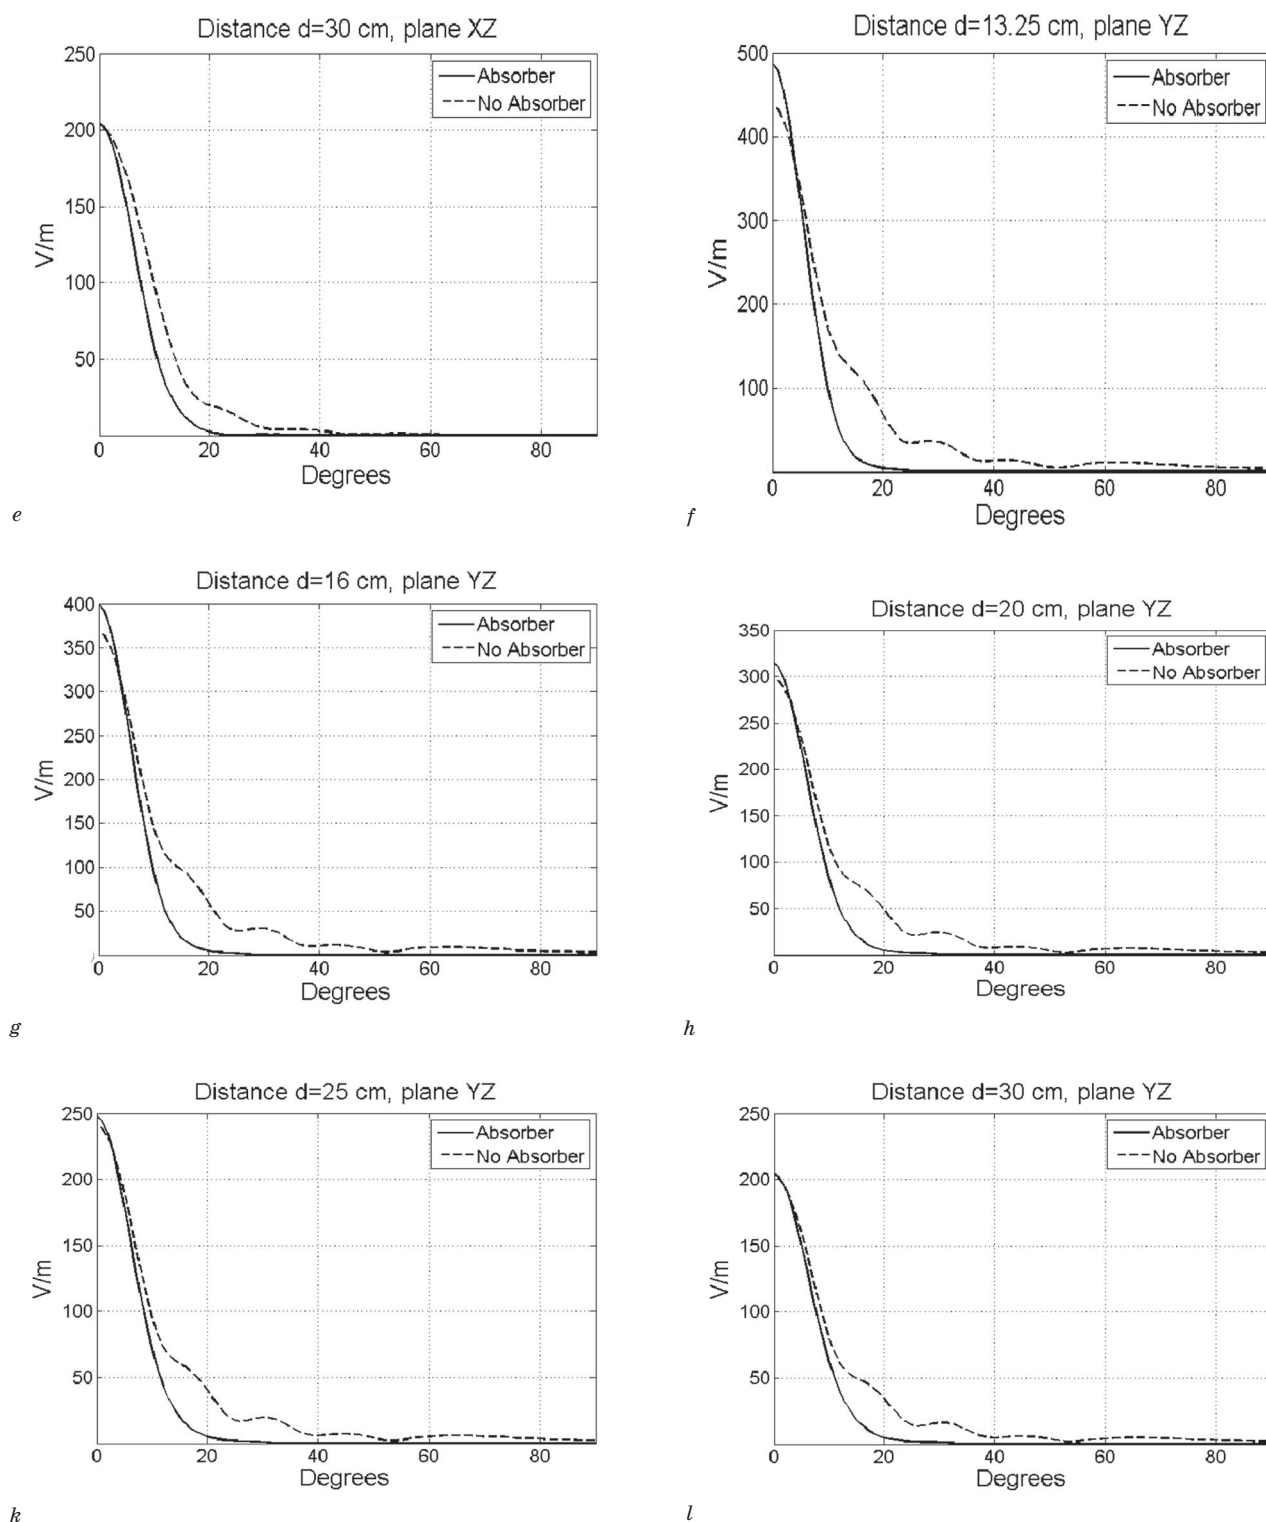 Distance d=30 cm, plane XZ
250
200
150
100
50
0 20 40 60 80
V/m
Degrees
Absorber
No Absorber
e
Distance d=13.25 cm, plane YZ
500
400
300
200
100
0 20 40 60 80
V/m
Degrees
Absorber
No Absorber
f
Distance d=16 cm, plane YZ
400
350
300
250
200
150
100
50
0 20 40 60 80
V/m
Degrees
Absorber
No Absorber
g
Distance d=20 cm, plane YZ
350
300
250
200
150
100
50
0 20 40 60 80
V/m
Degrees
Absorber
No Absorber
h
Distance d=25 cm, plane YZ
250
200
150
100
50
0 20 40 60 80
V/m
Degrees
Absorber
No Absorber
k
Distance d=30 cm, plane YZ
250
200
150
100
50
0 20 40 60 80
V/m
Degrees
Absorber
No Absorber
l